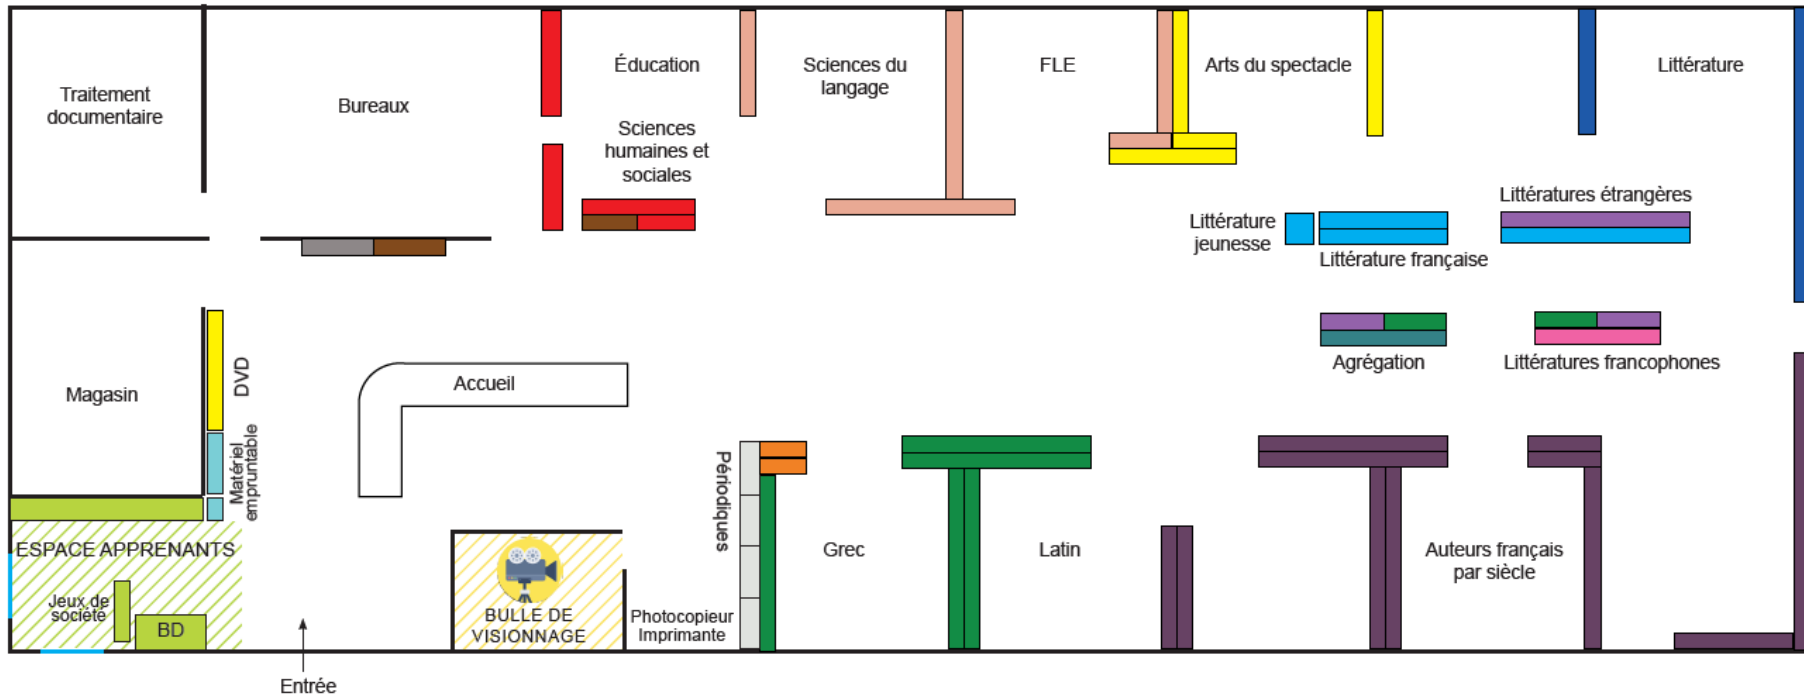 Traitement
documentaire
Bureaux
Éducation
Sciences
humaines et
sociales
Sciences du
langage
FLE
Arts du spectacle
Littérature
Littérature
jeunesse
Littérature française
Littératures étrangères
Agrégation
Littératures francophones
Magasin
DVD
Matériel
empruntable
Accueil
Périodiques
Grec
Latin
Auteurs français
par siècle
ESPACE APPRENANTS
Jeux de
société
BD
BULLE DE
VISIONNAGE
Photocopieur
Imprimante
Entrée